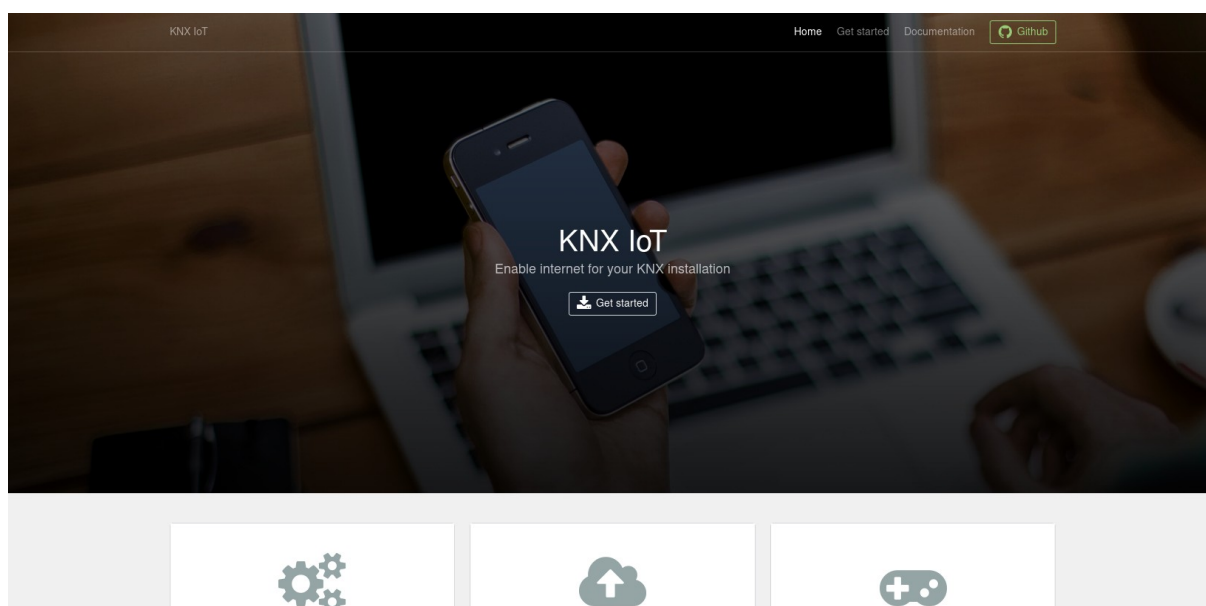 KNX IoT
Home Get started Documentation Github
KNX IoT
Enable internet for your KNX installation
Get started